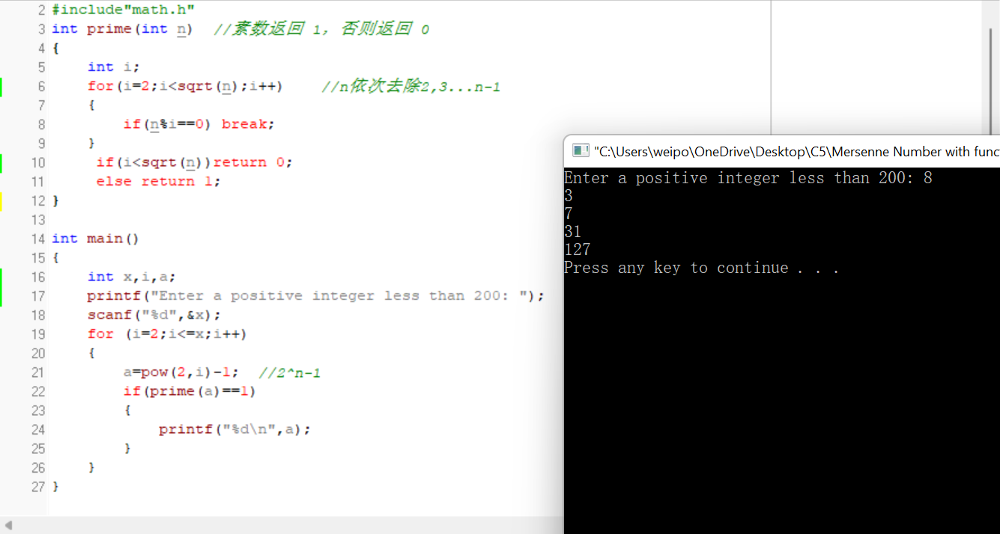 2 #include"math.h"
3 int prime(int n)  //素数返回 1，否则返回 0
4 {
5     int i;
6     for(i=2;i<sqrt(n);i++)    //n依次去除2,3...n-1
7     {
8         if(n%i==0) break;
9     }
10      if(i<sqrt(n))return 0;
11      else return 1;
12 }
13
14 int main()
15 {
16     int x,i,a;
17     printf("Enter a positive integer less than 200: ");
18     scanf("%d",&x);
19     for (i=2;i<=x;i++)
20     {
21         a=pow(2,i)-1;  //2^n-1
22         if(prime(a)==1)
23         {
24             printf("%d\n",a);
25         }
26     }
27 }
"C:\Users\weipo\OneDrive\Desktop\C5\Mersenne Number with func
Enter a positive integer less than 200: 8
3
7
31
127
Press any key to continue . . .